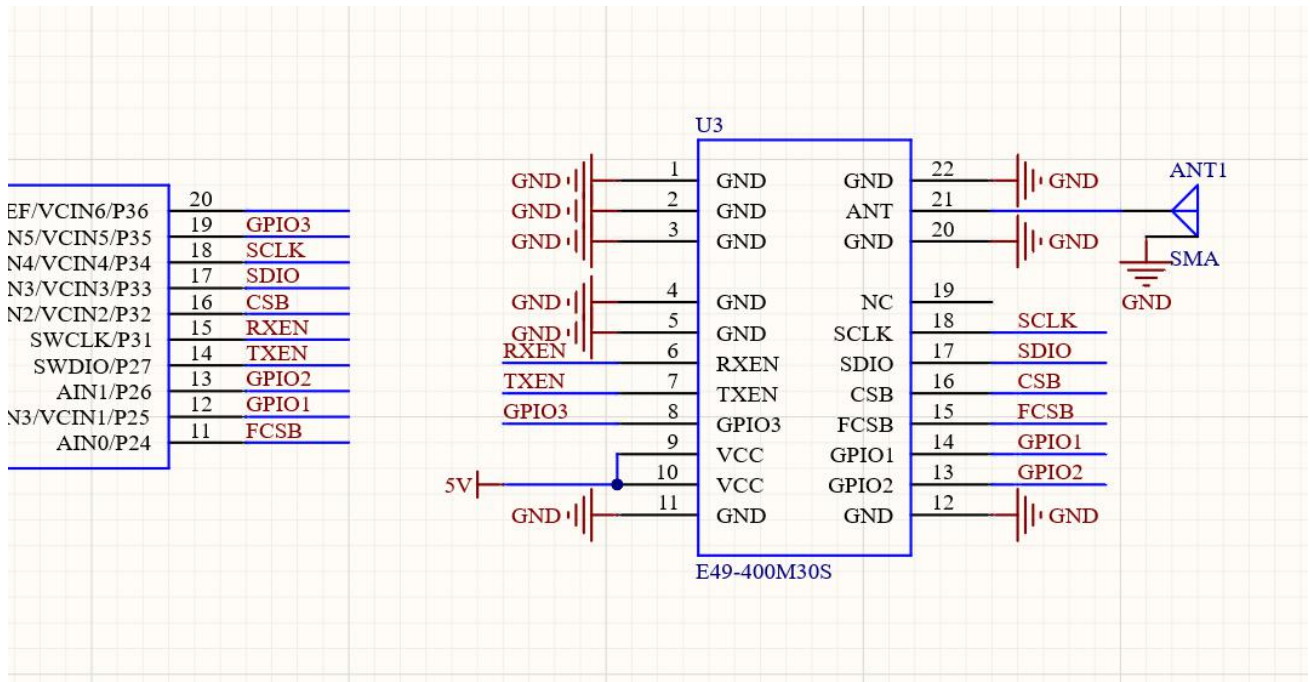 EF/VCIN6/P36 20
N5/VCIN5/P35 19 GPIO3
N4/VCIN4/P34 18 SCLK
N3/VCIN3/P33 17 SDIO
N2/VCIN2/P32 16 CSB
SWCLK/P31 15 RXEN
SWDIO/P27 14 TXEN
AIN1/P26 13 GPIO2
N3/VCIN1/P25 12 GPIO1
AIN0/P24 11 FCSB
U3
GND 1 GND GND 22 GND
GND 2 GND ANT 21
GND 3 GND GND 20 GND
GND 4 GND NC 19
GND 5 GND SCLK 18 SCLK
RXEN 6 RXEN SDIO 17 SDIO
TXEN 7 TXEN CSB 16 CSB
GPIO3 8 GPIO3 FCSB 15 FCSB
9 VCC GPIO1 14 GPIO1
5V 10 VCC GPIO2 13 GPIO2
GND 11 GND GND 12 GND
E49-400M30S
ANT1
SMA
GND